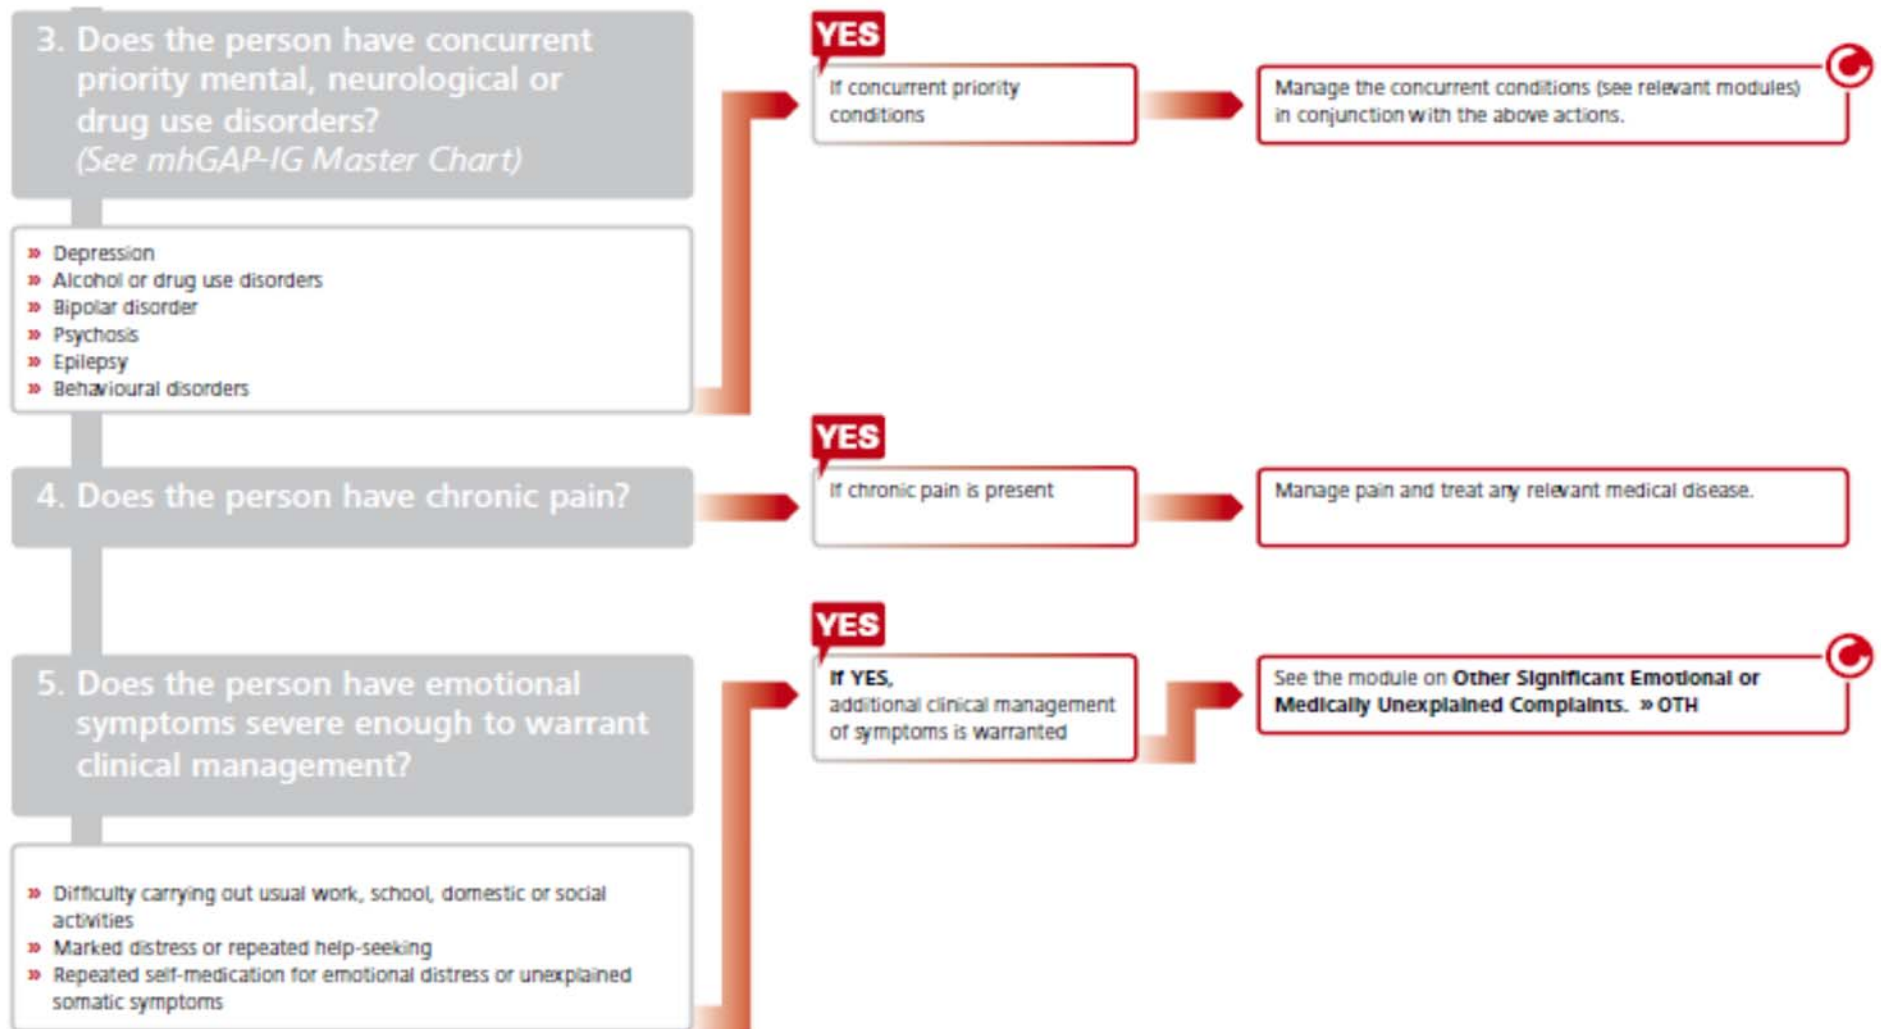 3. Does the person have concurrent
priority mental, neurological or
drug use disorders?
(See mhGAP-IG Master Chart)
» Depression
» Alcohol or drug use disorders
» Bipolar disorder
» Psychosis
» Epilepsy
» Behavioural disorders
YES
If concurrent priority
conditions
Manage the concurrent conditions (see relevant modules)
in conjunction with the above actions.
4. Does the person have chronic pain?
YES
If chronic pain is present
Manage pain and treat any relevant medical disease.
5. Does the person have emotional
symptoms severe enough to warrant
clinical management?
» Difficulty carrying out usual work, school, domestic or social
activities
» Marked distress or repeated help-seeking
» Repeated self-medication for emotional distress or unexplained
somatic symptoms
YES
If YES,
additional clinical management
of symptoms is warranted
See the module on Other Significant Emotional or
Medically Unexplained Complaints. » OTH